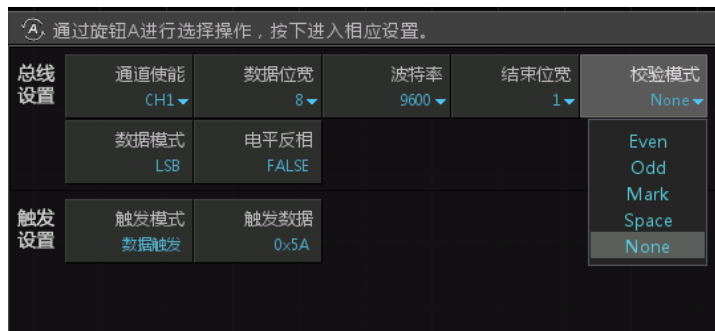 A 通过旋钮A进行选择操作，按下进入相应设置。
总线设置
通道使能 数据位宽 波特率 结束位宽 校验模式
CH1 8 9600 1 None
数据模式 电平反相
LSB FALSE
Even
Odd
Mark
Space
None
触发设置
触发模式 触发数据
数据触发 0x5A